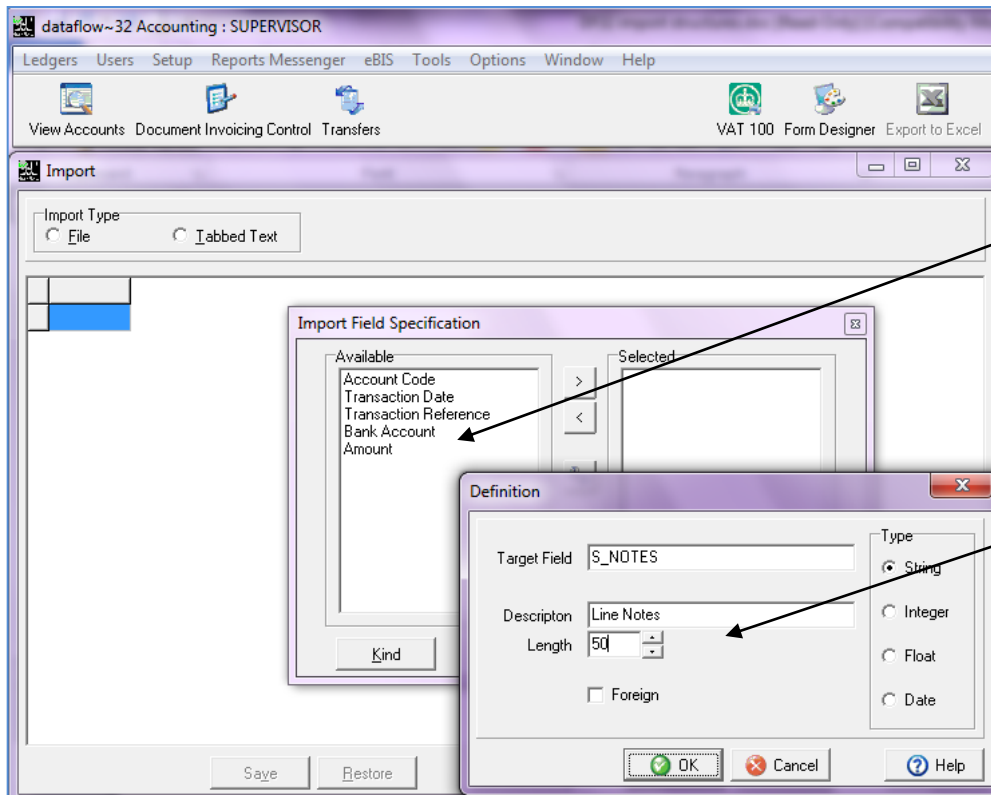 dataflow~32 Accounting : SUPERVISOR
Ledgers Users Setup Reports Messenger eBIS Tools Options Window Help
View Accounts Document Invoicing Control Transfers VAT 100 Form Designer Export to Excel
Import
Import Type
File Tabbed Text
Import Field Specification
Available Selected
Account Code
Transaction Date
Transaction Reference
Bank Account
Amount
>
<
Kind
Definition
Target Field S_NOTES
Descripton Line Notes
Length 50
Foreign
Type
String
Integer
Float
Date
OK Cancel Help
Save Restore